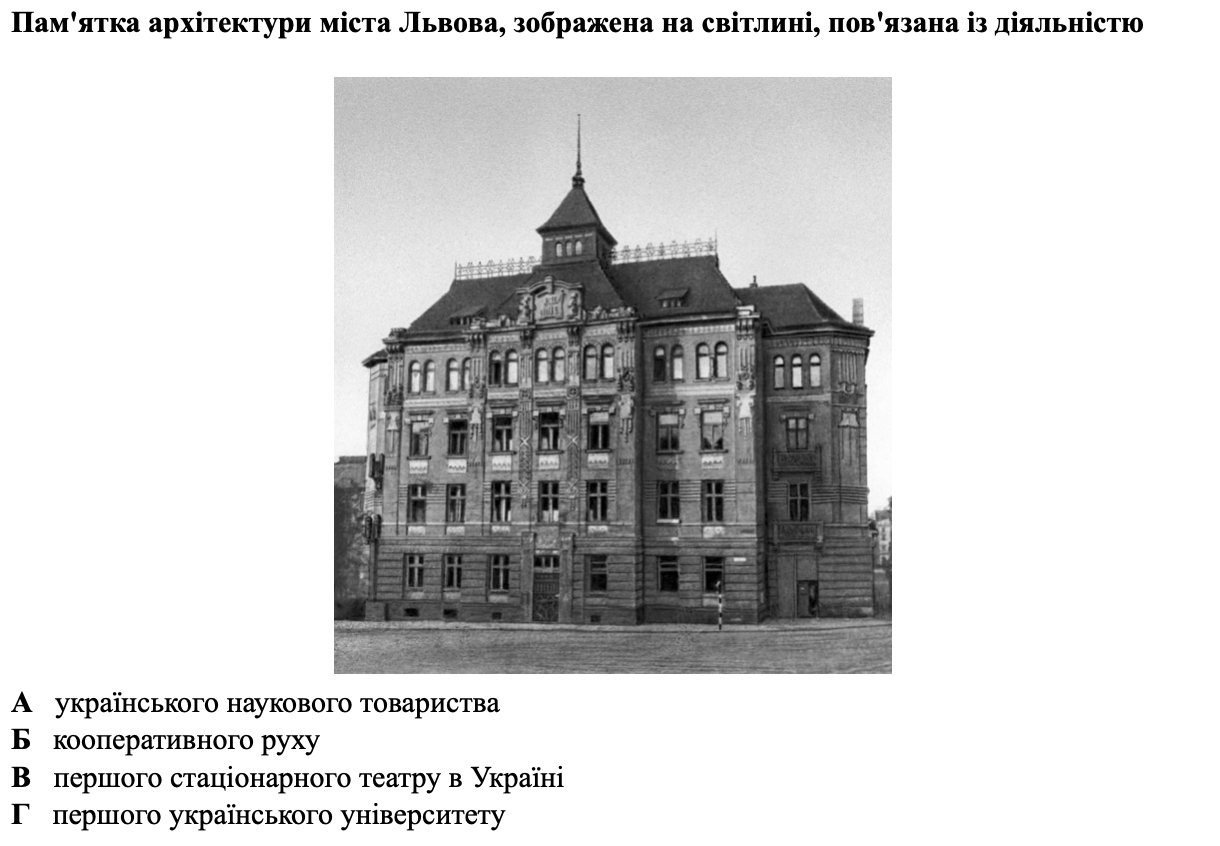 Пам'ятка архітектури міста Львова, зображена на світлині, пов'язана із діяльністю
А українського наукового товариства
Б кооперативного руху
В першого стаціонарного театру в Україні
Г першого українського університету